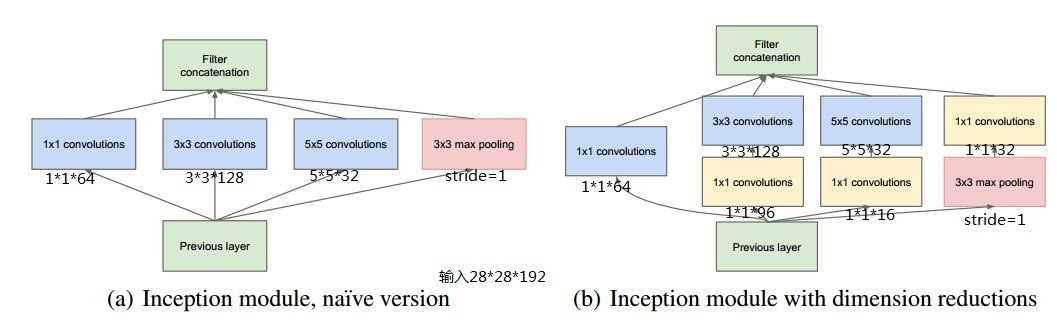 Filter
concatenation
1x1 convolutions
3x3 convolutions
5x5 convolutions
3x3 max pooling
1*1*64
3*3*128
5*5*32
stride=1
Previous layer
输入28*28*192
(a) Inception module, naïve version
Filter
concatenation
3x3 convolutions
5x5 convolutions
1x1 convolutions
1x1 convolutions
3*3*128
5*5*32
1*1*32
1*1*64
1x1 convolutions
1x1 convolutions
3x3 max pooling
1*1*96
1*1*16
stride=1
Previous layer
(b) Inception module with dimension reductions